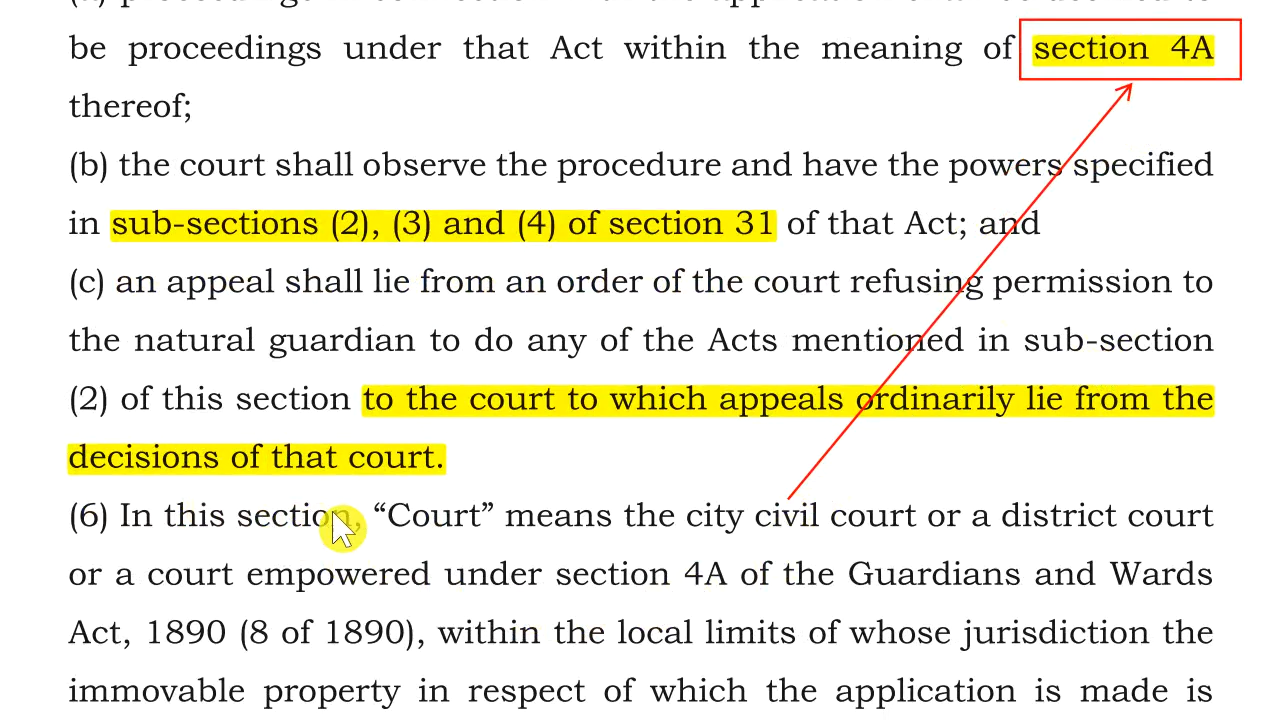 be proceedings under that Act within the meaning of section 4A
thereof;
(b) the court shall observe the procedure and have the powers specified
in sub-sections (2), (3) and (4) of section 31 of that Act; and
(c) an appeal shall lie from an order of the court refusing permission to
the natural guardian to do any of the Acts mentioned in sub-section
(2) of this section to the court to which appeals ordinarily lie from the
decisions of that court.
(6) In this section, “Court” means the city civil court or a district court
or a court empowered under section 4A of the Guardians and Wards
Act, 1890 (8 of 1890), within the local limits of whose jurisdiction the
immovable property in respect of which the application is made is